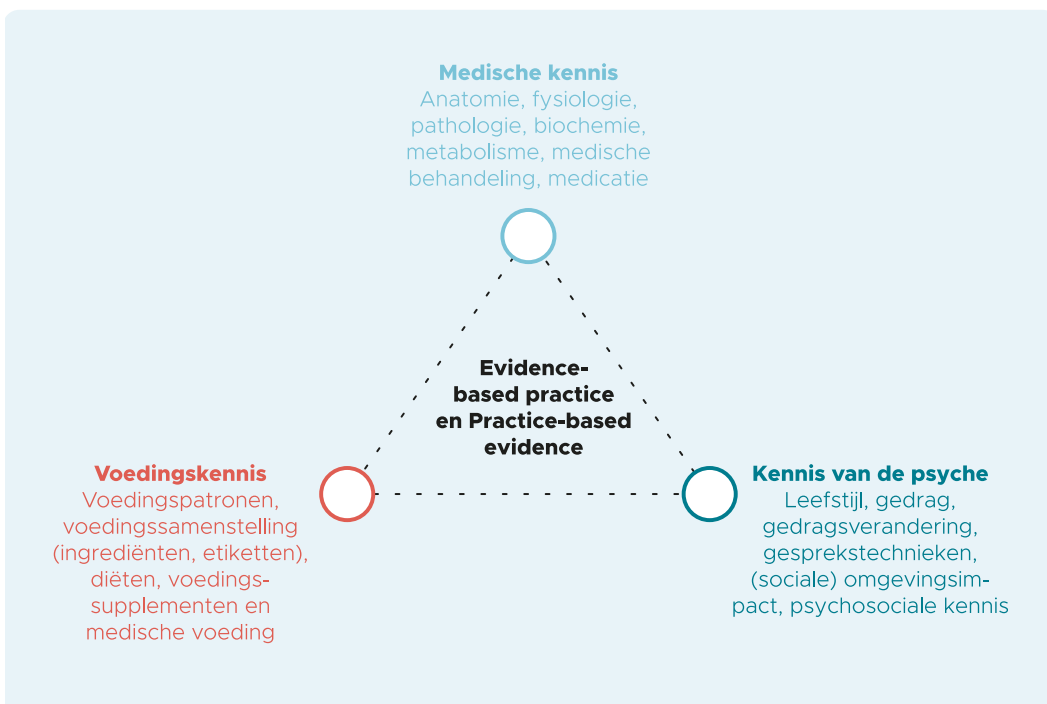 Medische kennis
Anatomie, fysiologie,
pathologie, biochemie,
metabolisme, medische
behandeling, medicatie
Evidence-
based practice
en Practice-based
evidence
Voedingskennis
Voedingspatronen,
voedingssamenstelling
(ingrediënten, etiketten),
diëten, voedings-
supplementen en
medische voeding
Kennis van de psyche
Leefstijl, gedrag,
gedragsverandering,
gesprekstechnieken,
(sociale) omgevingsim-
pact, psychosociale kennis